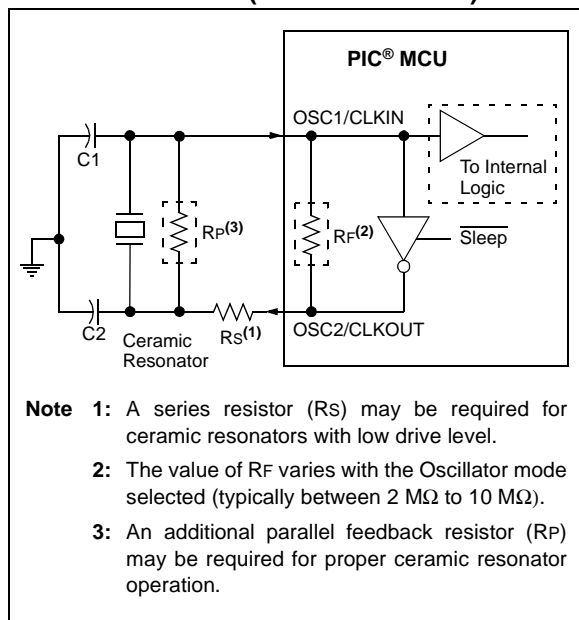 PIC® MCU
OSC1/CLKIN
C1
To Internal
Logic
RP(3)
RF(2)
Sleep
C2
Ceramic
Resonator
RS(1)
OSC2/CLKOUT
Note 1: A series resistor (RS) may be required for
ceramic resonators with low drive level.
2: The value of RF varies with the Oscillator mode
selected (typically between 2 MΩ to 10 MΩ).
3: An additional parallel feedback resistor (RP)
may be required for proper ceramic resonator
operation.